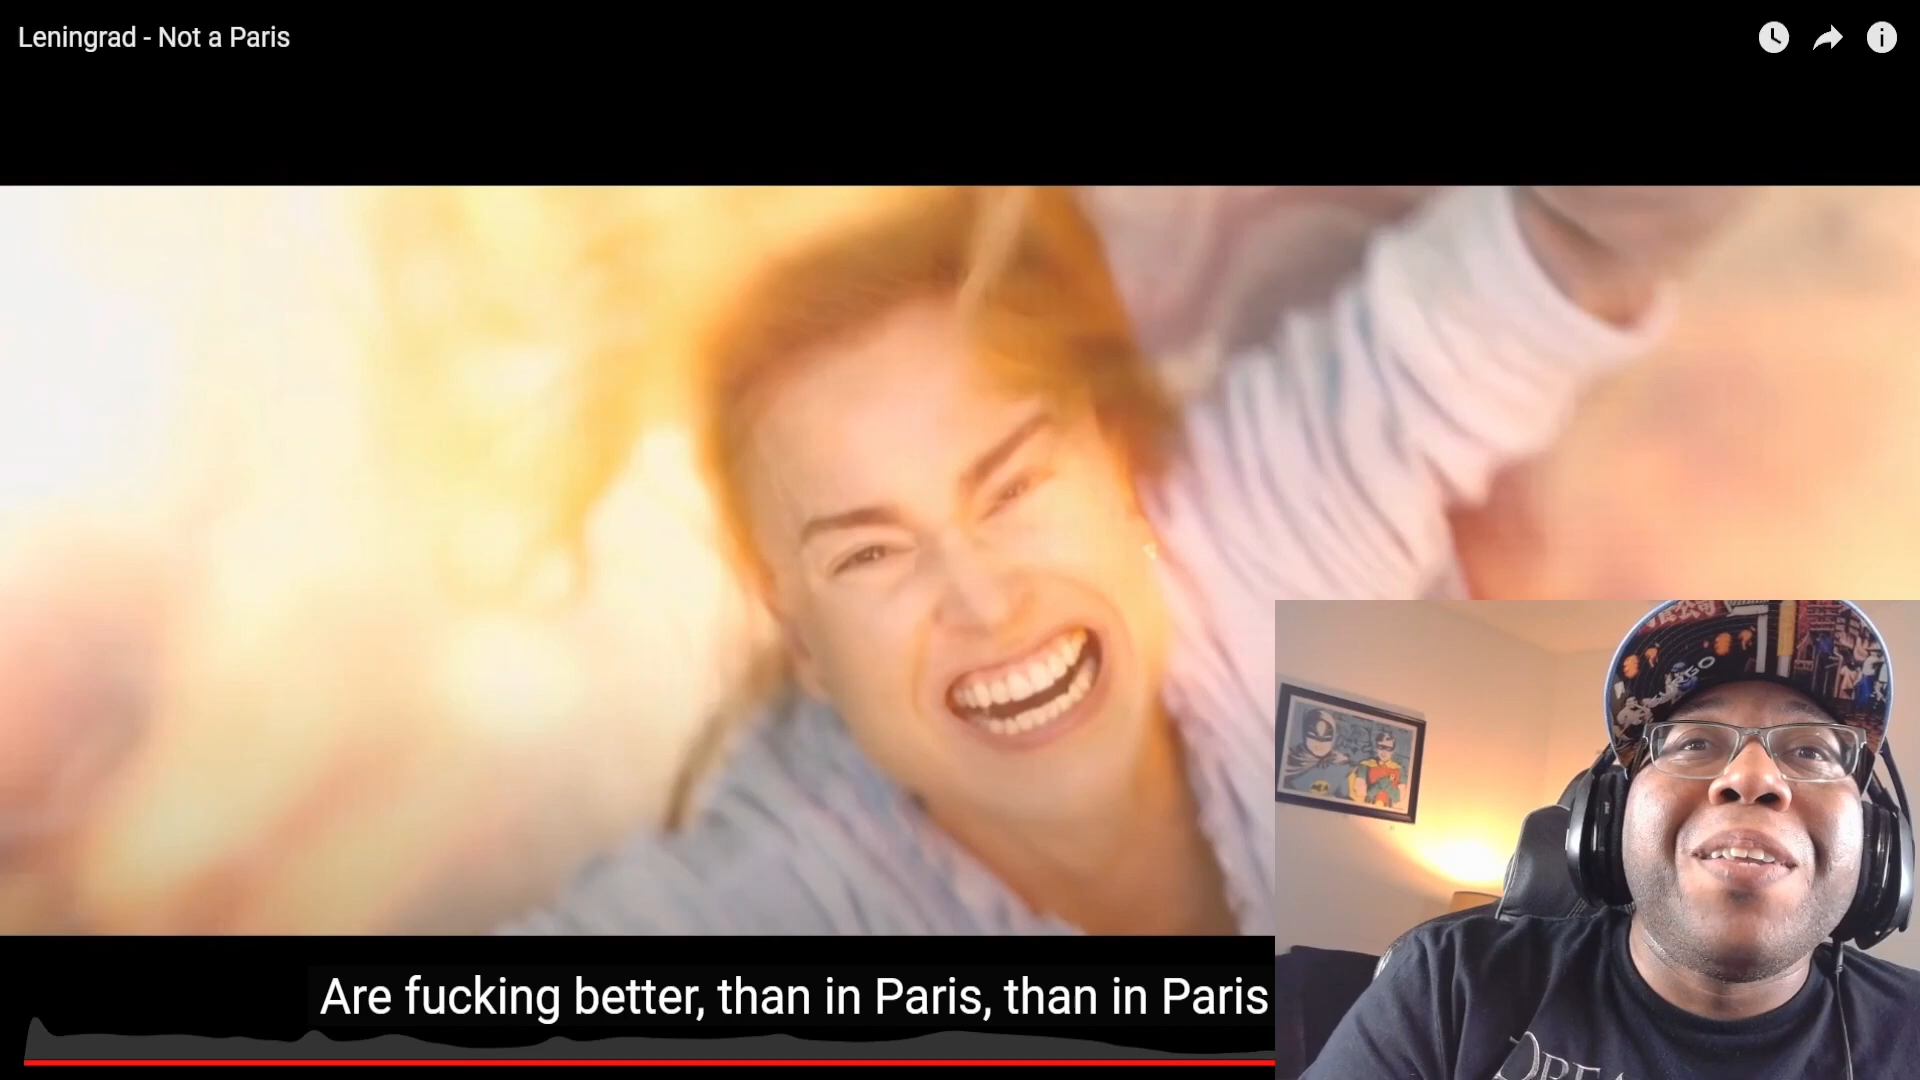 Leningrad - Not a Paris
Are fucking better, than in Paris, than in Paris